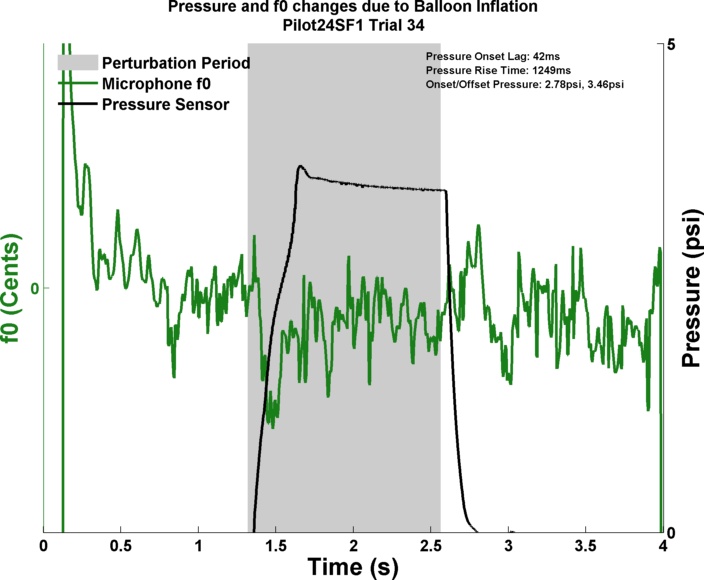 Pressure and f0 changes due to Balloon Inflation
Pilot24SF1 Trial 34
5
Perturbation Period
Microphone f0
Pressure Sensor
Pressure Onset Lag: 42ms
Pressure Rise Time: 1249ms
Onset/Offset Pressure: 2.78psi, 3.46psi
f0 (Cents)
0
Pressure (psi)
0
0 0.5 1 1.5 2 2.5 3 3.5 4
Time (s)